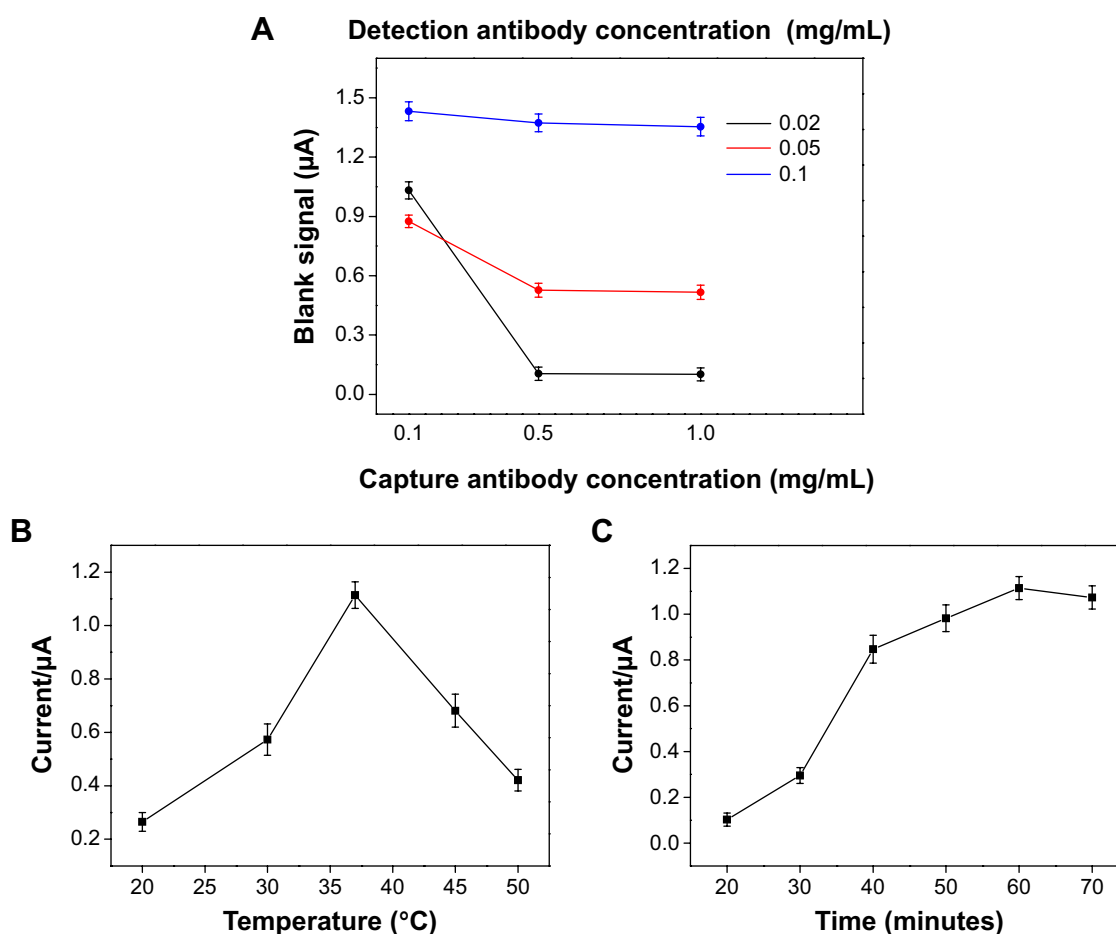 A
Detection antibody concentration (mg/mL)
Blank signal (µA)
1.5
1.2
0.9
0.6
0.3
0.0
0.02
0.05
0.1
0.1 0.5 1.0
Capture antibody concentration (mg/mL)
B
Current/µA
1.2
1.0
0.8
0.6
0.4
0.2
20 25 30 35 40 45 50
Temperature (°C)
C
Current/µA
1.2
1.0
0.8
0.6
0.4
0.2
0.0
20 30 40 50 60 70
Time (minutes)